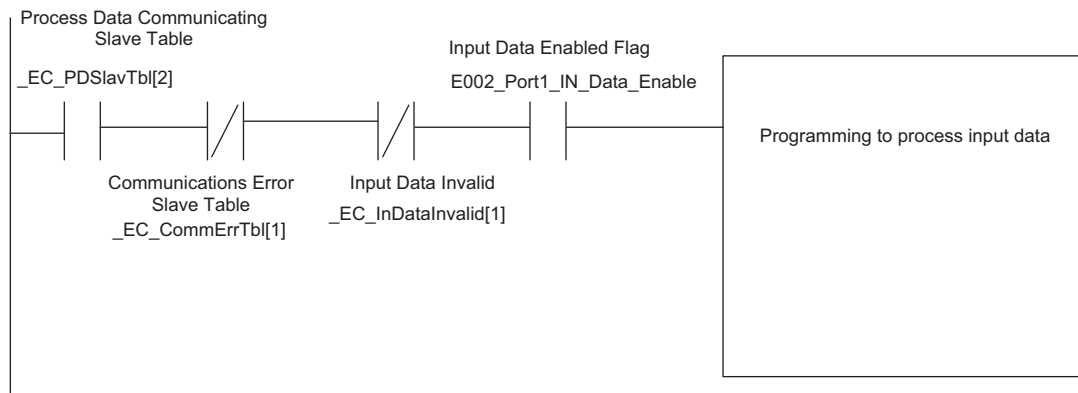 Process Data Communicating
Slave Table
_EC_PDSlavTbl[2]
Input Data Enabled Flag
E002_Port1_IN_Data_Enable
Programming to process input data
Communications Error
Slave Table
_EC_CommErrTbl[1]
Input Data Invalid
_EC_InDataInvalid[1]